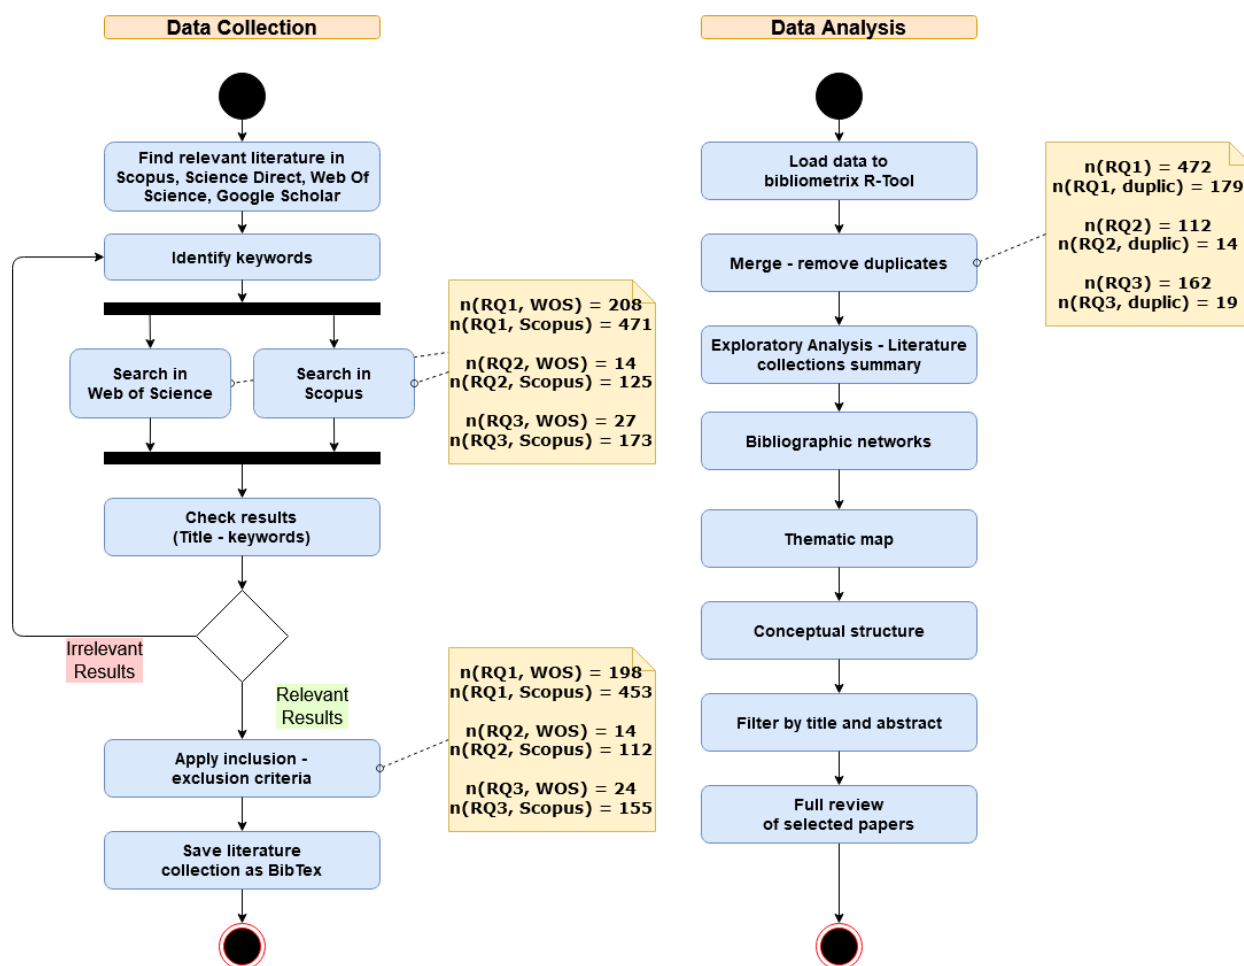 Data Collection
Find relevant literature in
Scopus, Science Direct, Web Of
Science, Google Scholar
Identify keywords
Search in
Web of Science
Search in
Scopus
n(RQ1, WOS) = 208
n(RQ1, Scopus) = 471
n(RQ2, WOS) = 14
n(RQ2, Scopus) = 125
n(RQ3, WOS) = 27
n(RQ3, Scopus) = 173
Check results
(Title - keywords)
Irrelevant
Results
Relevant
Results
Apply inclusion -
exclusion criteria
n(RQ1, WOS) = 198
n(RQ1, Scopus) = 453
n(RQ2, WOS) = 14
n(RQ2, Scopus) = 112
n(RQ3, WOS) = 24
n(RQ3, Scopus) = 155
Save literature
collection as BibTex
Data Analysis
Load data to
bibliometrix R-Tool
Merge - remove duplicates
n(RQ1) = 472
n(RQ1, duplic) = 179
n(RQ2) = 112
n(RQ2, duplic) = 14
n(RQ3) = 162
n(RQ3, duplic) = 19
Exploratory Analysis - Literature
collections summary
Bibliographic networks
Thematic map
Conceptual structure
Filter by title and abstract
Full review
of selected papers